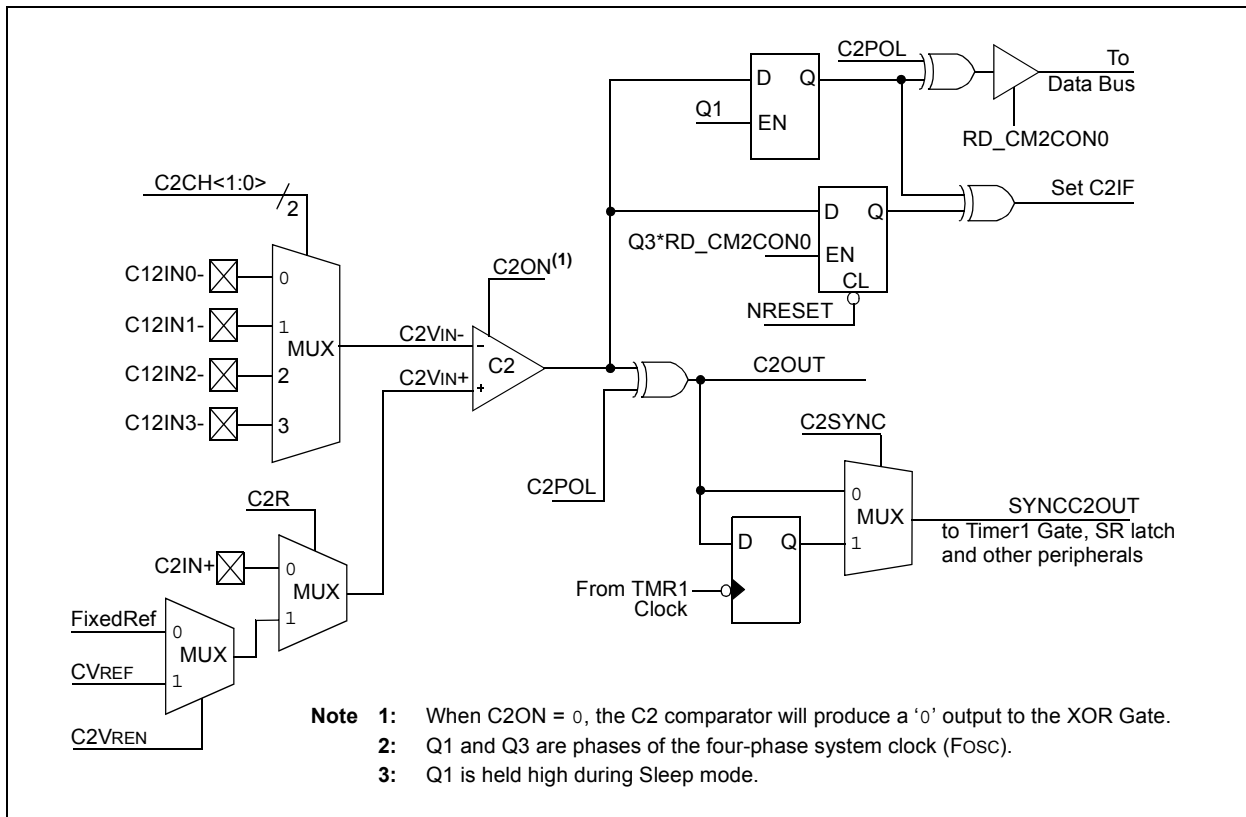 C2POL
To
Data Bus
D Q
Q1
EN
RD_CM2CON0
C2CH<1:0>
2
Set C2IF
D Q
Q3*RD_CM2CON0
EN
CL
NRESET
C2ON(1)
C12IN0-
0
C12IN1-
1
MUX
C12IN2-
2
C12IN3-
3
C2VIN-
-
C2
C2VIN+
+
C2OUT
C2POL
C2SYNC
0
MUX
1
SYNCC2OUT
to Timer1 Gate, SR latch
and other peripherals
D Q
From TMR1
Clock
C2R
C2IN+
0
MUX
1
FixedRef
0
MUX
CVREF
1
C2VREN
Note 1: When C2ON = 0, the C2 comparator will produce a ‘0’ output to the XOR Gate.
2: Q1 and Q3 are phases of the four-phase system clock (FOSC).
3: Q1 is held high during Sleep mode.